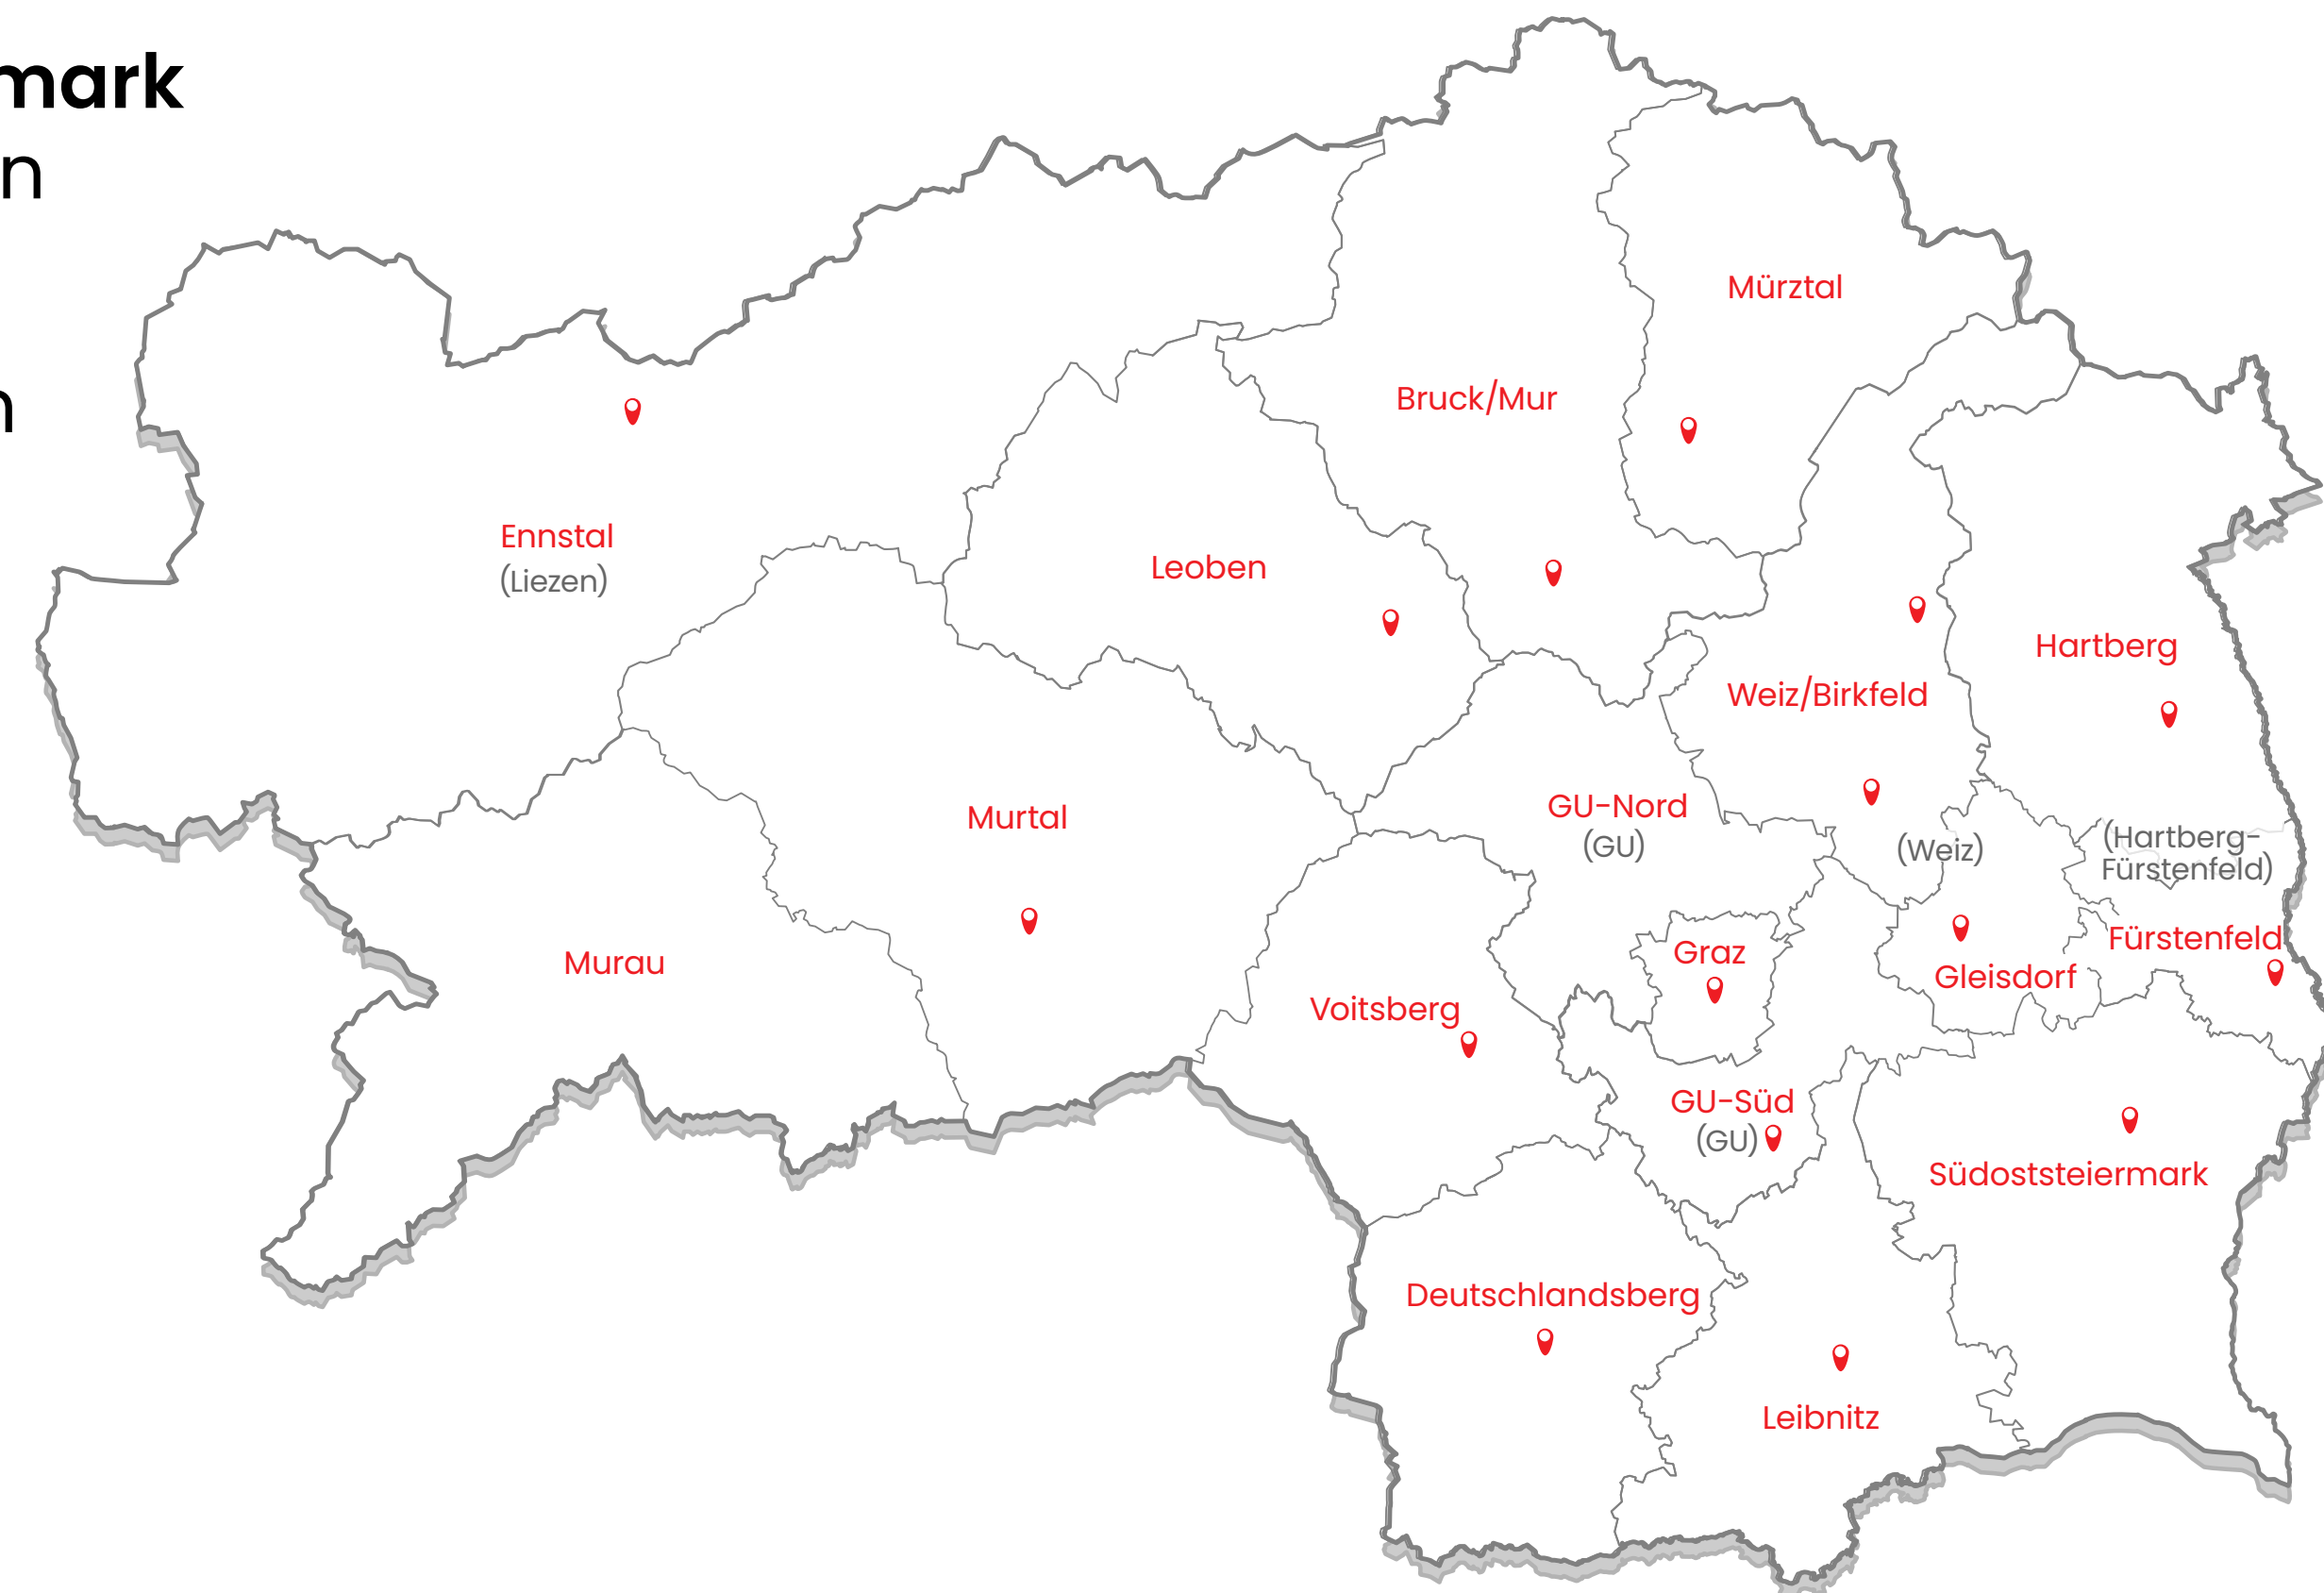 mark
n
n
Mürztal
Bruck/Mur
Ennstal
(Liezen)
Leoben
Hartberg
Weiz/Birkfeld
Murtal
GU-Nord
(GU)
(Weiz)
(Hartberg-
Fürstenfeld)
Murau
Graz
Fürstenfeld
Gleisdorf
Voitsberg
GU-Süd
(GU)
Südoststeiermark
Deutschlandsberg
Leibnitz